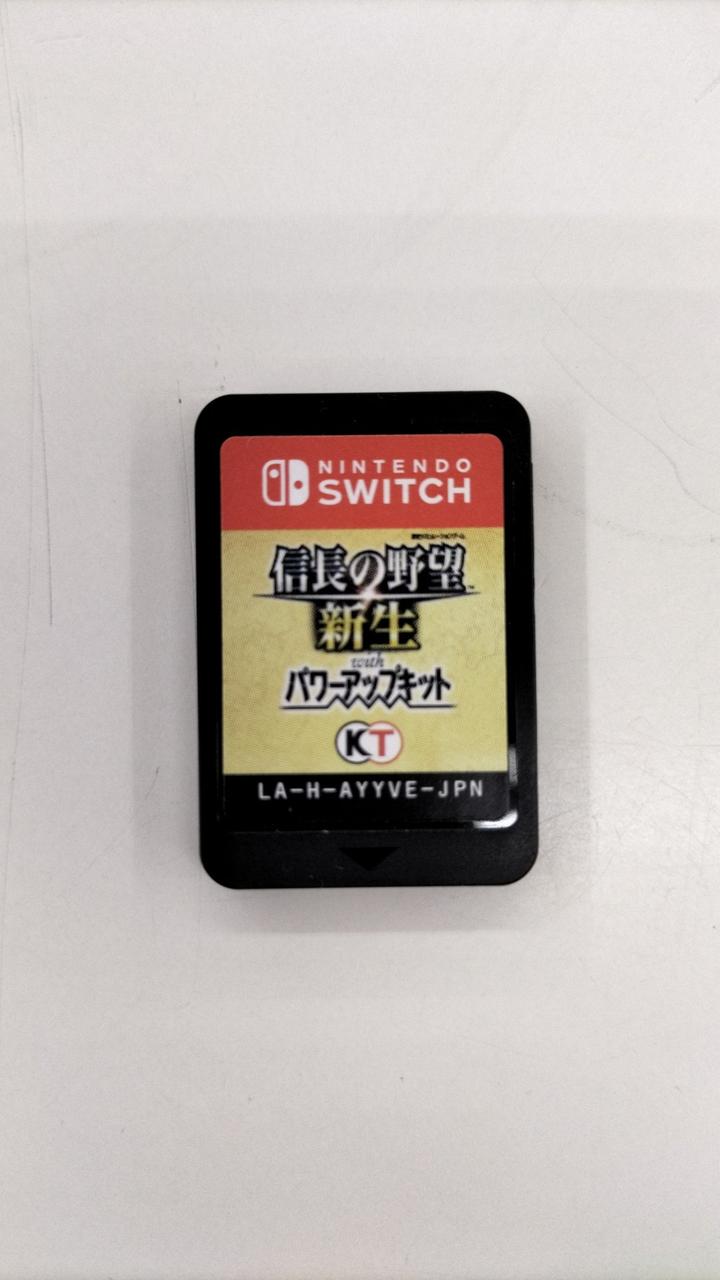 NINTENDO
SWITCH
信長の野望
新生
with
パワーアップキット
KT
LA-H-AYYVE-JPN